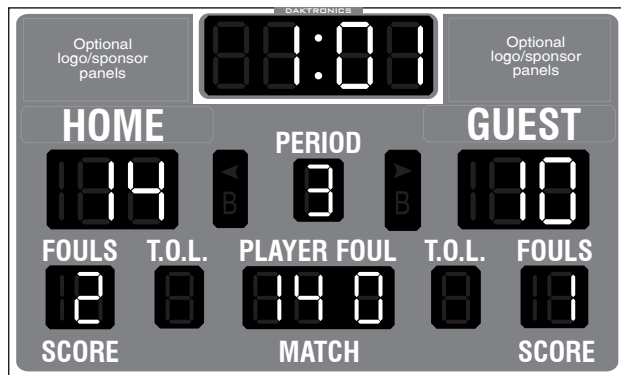 DAKTRONICS
Optional
logo/sponsor
panels
1:01
Optional
logo/sponsor
panels
HOME
PERIOD
GUEST
14
B
3
B
10
FOULS
T.O.L.
PLAYER FOUL
T.O.L.
FOULS
2
14 0
1
SCORE
MATCH
SCORE